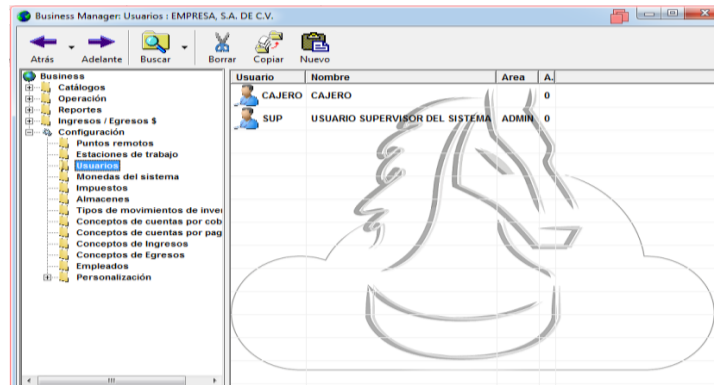 Business Manager: Usuarios : EMPRESA, S.A. DE C.V.
Atrás Adelante Buscar Borrar Copiar Nuevo
Business
Catálogos
Operación
Reportes
Ingresos / Egresos $
Configuración
Puntos remotos
Estaciones de trabajo
Usuarios
Monedas del sistema
Impuestos
Almacenes
Tipos de movimientos de inve
Conceptos de cuentas por cob
Conceptos de cuentas por pag
Conceptos de Ingresos
Conceptos de Egresos
Empleados
Personalización
Usuario Nombre Area A.
CAJERO CAJERO 0
SUP USUARIO SUPERVISOR DEL SISTEMA ADMIN 0